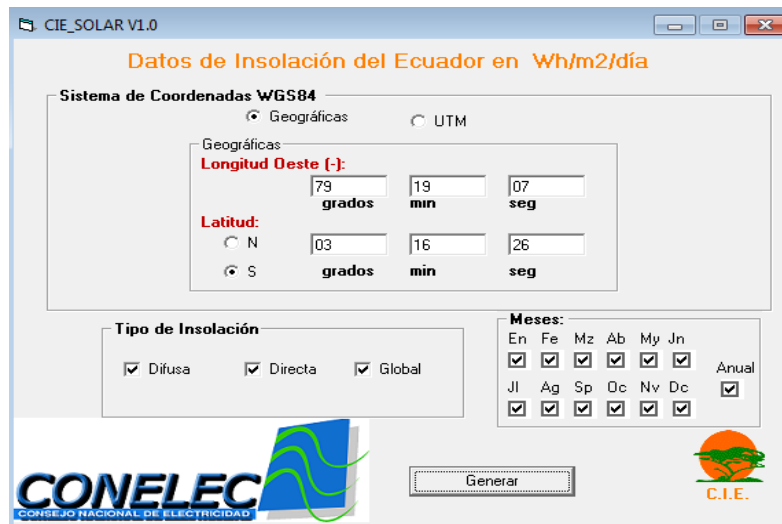 CIE_SOLAR V1.0
Datos de Insolación del Ecuador en Wh/m2/día
Sistema de Coordenadas WGS84
Geográficas
UTM
Geográficas
Longitud Oeste (-):
79 19 07
grados min seg
Latitud:
N 03 16 26
S grados min seg
Tipo de Insolación
Difusa Directa Global
Meses:
En Fe Mz Ab My Jn
Anual
Jl Ag Sp Oc Nv Dc
CONELEC
CONSEJO NACIONAL DE ELECTRICIDAD
Generar
C.I.E.